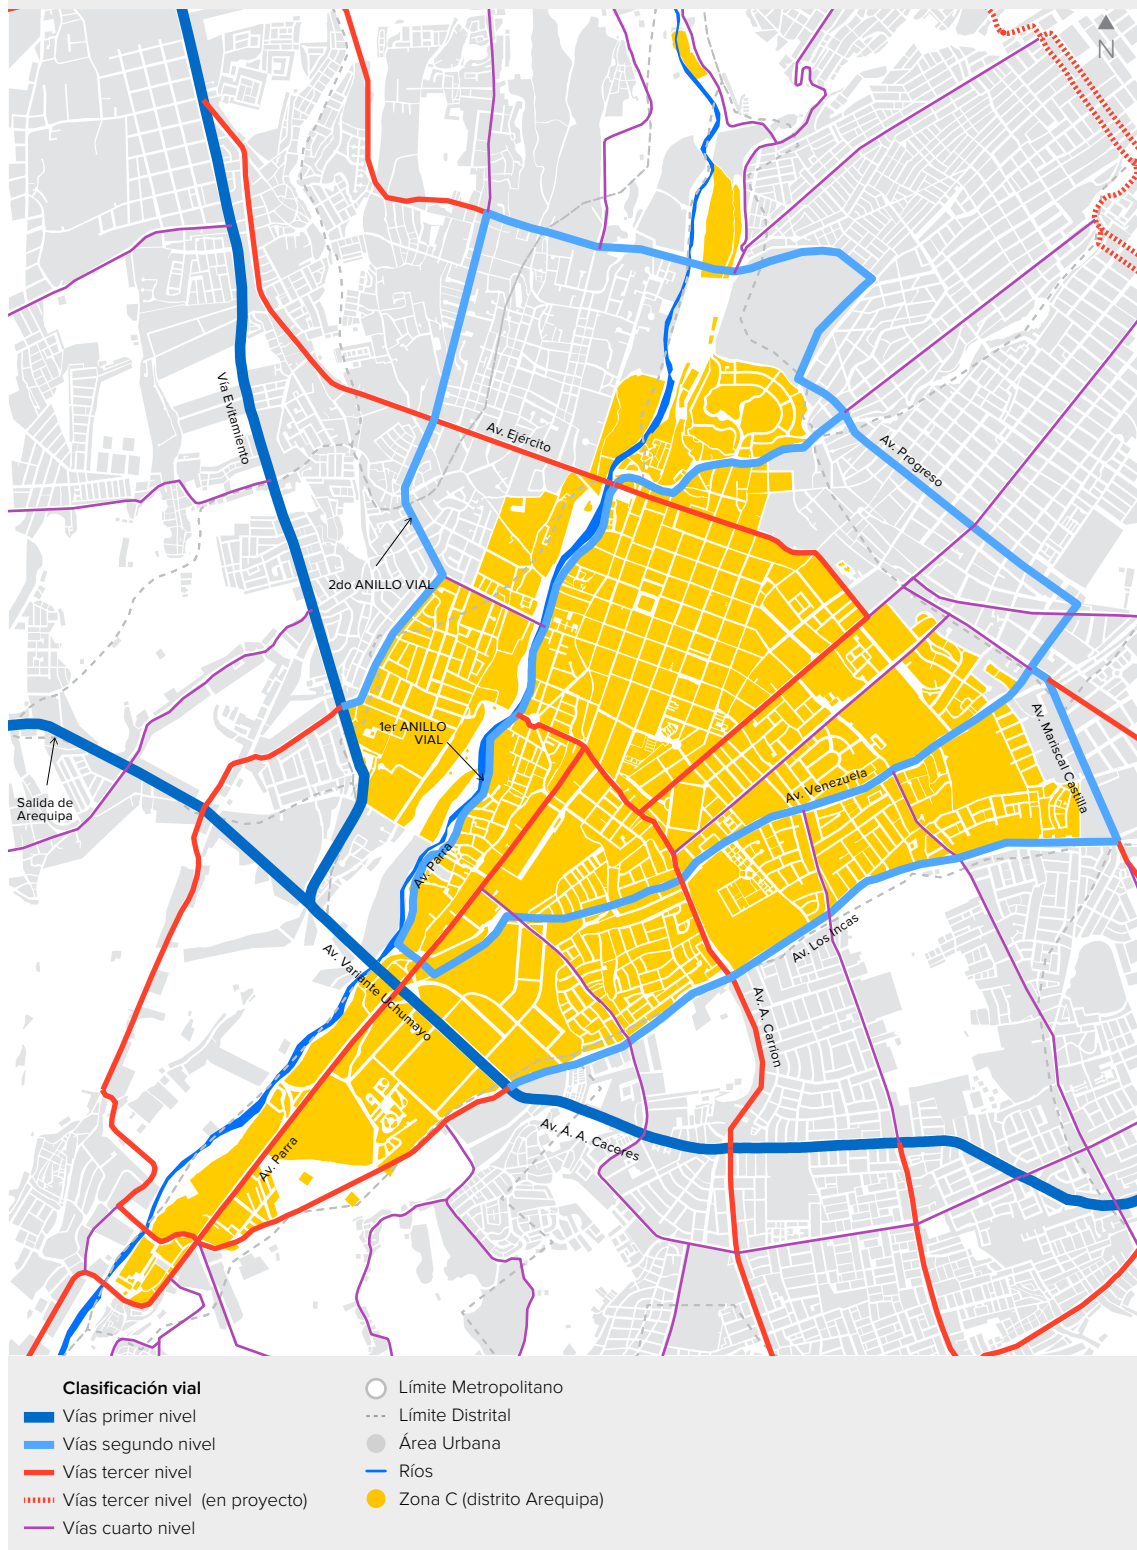 N
Vía Evitamiento
Av. Ejército
Av. Progreso
2do ANILLO VIAL
1er ANILLO
VIAL
Av. Mariscal Castilla
Salida de
Arequipa
Av. Venezuela
Av. Parra
Av. Los Incas
Av. Variante Uchumayo
Av. A. Carrion
Av. A. A. Caceres
Av. Parra
Clasificación vial
Vías primer nivel
Vías segundo nivel
Vías tercer nivel
Vías tercer nivel (en proyecto)
Vías cuarto nivel
Límite Metropolitano
Límite Distrital
Área Urbana
Ríos
Zona C (distrito Arequipa)